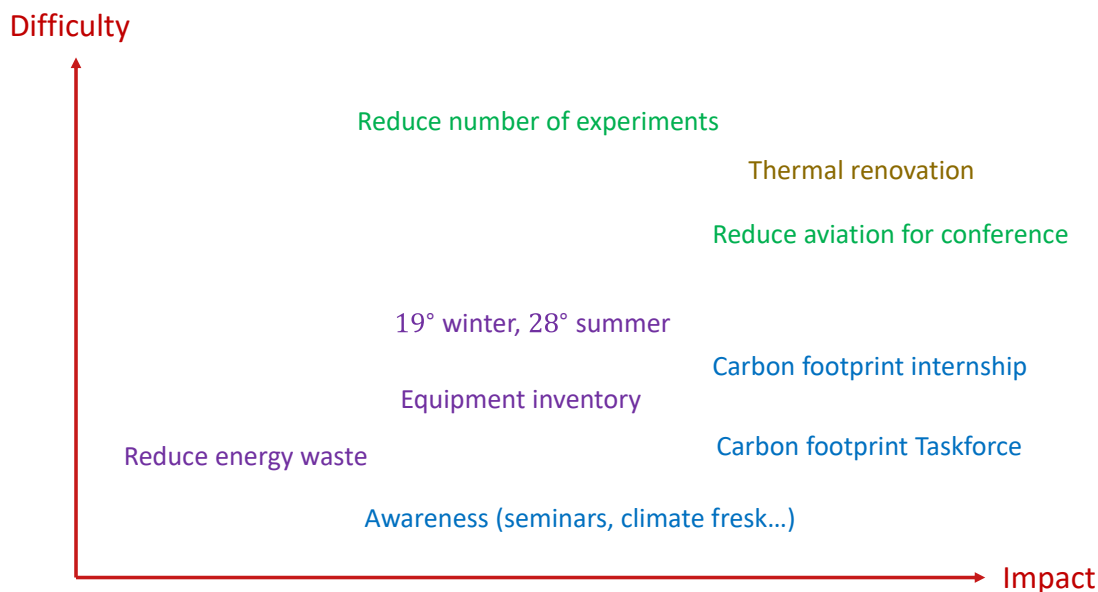 Difficulty
Reduce number of experiments
Thermal renovation
Reduce aviation for conference
19° winter, 28° summer
Carbon footprint internship
Equipment inventory
Carbon footprint Taskforce
Reduce energy waste
Awareness (seminars, climate fresk…)
Impact